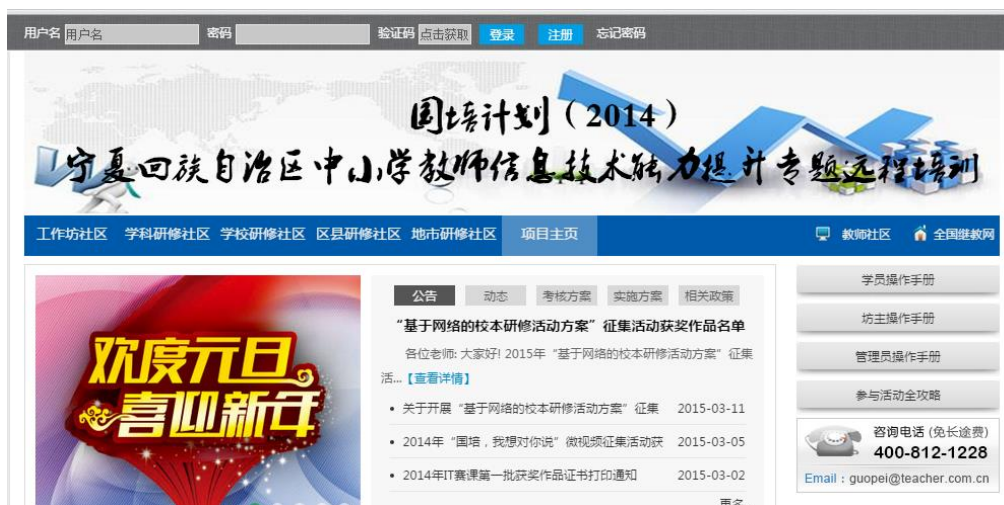 用户名 用户名 密码 验证码 点击获取 登录 注册 忘记密码
国培计划（2014）
宁夏回族自治区中小学教师信息技术能力提升专题远程培训
工作坊社区 学科研修社区 学校研修社区 区县研修社区 地市研修社区 项目主页 教师社区 全国继教网
欢度元旦。
喜迎新年
公告 动态 考核方案 实施方案 相关政策
“基于网络的校本研修活动方案”征集活动获奖作品名单
各位老师: 大家好! 2015年“基于网络的校本研修活动方案”征集
活...【查看详情】
• 关于开展“基于网络的校本研修活动方案”征集 2015-03-11
• 2014年“国培，我想对你说”微视频征集活动获 2015-03-05
• 2014年IT赛课第一批获奖作品证书打印通知 2015-03-02
学员操作手册
坊主操作手册
管理员操作手册
参与活动全攻略
咨询电话 (免长途费)
400-812-1228
Email：guopei@teacher.com.cn